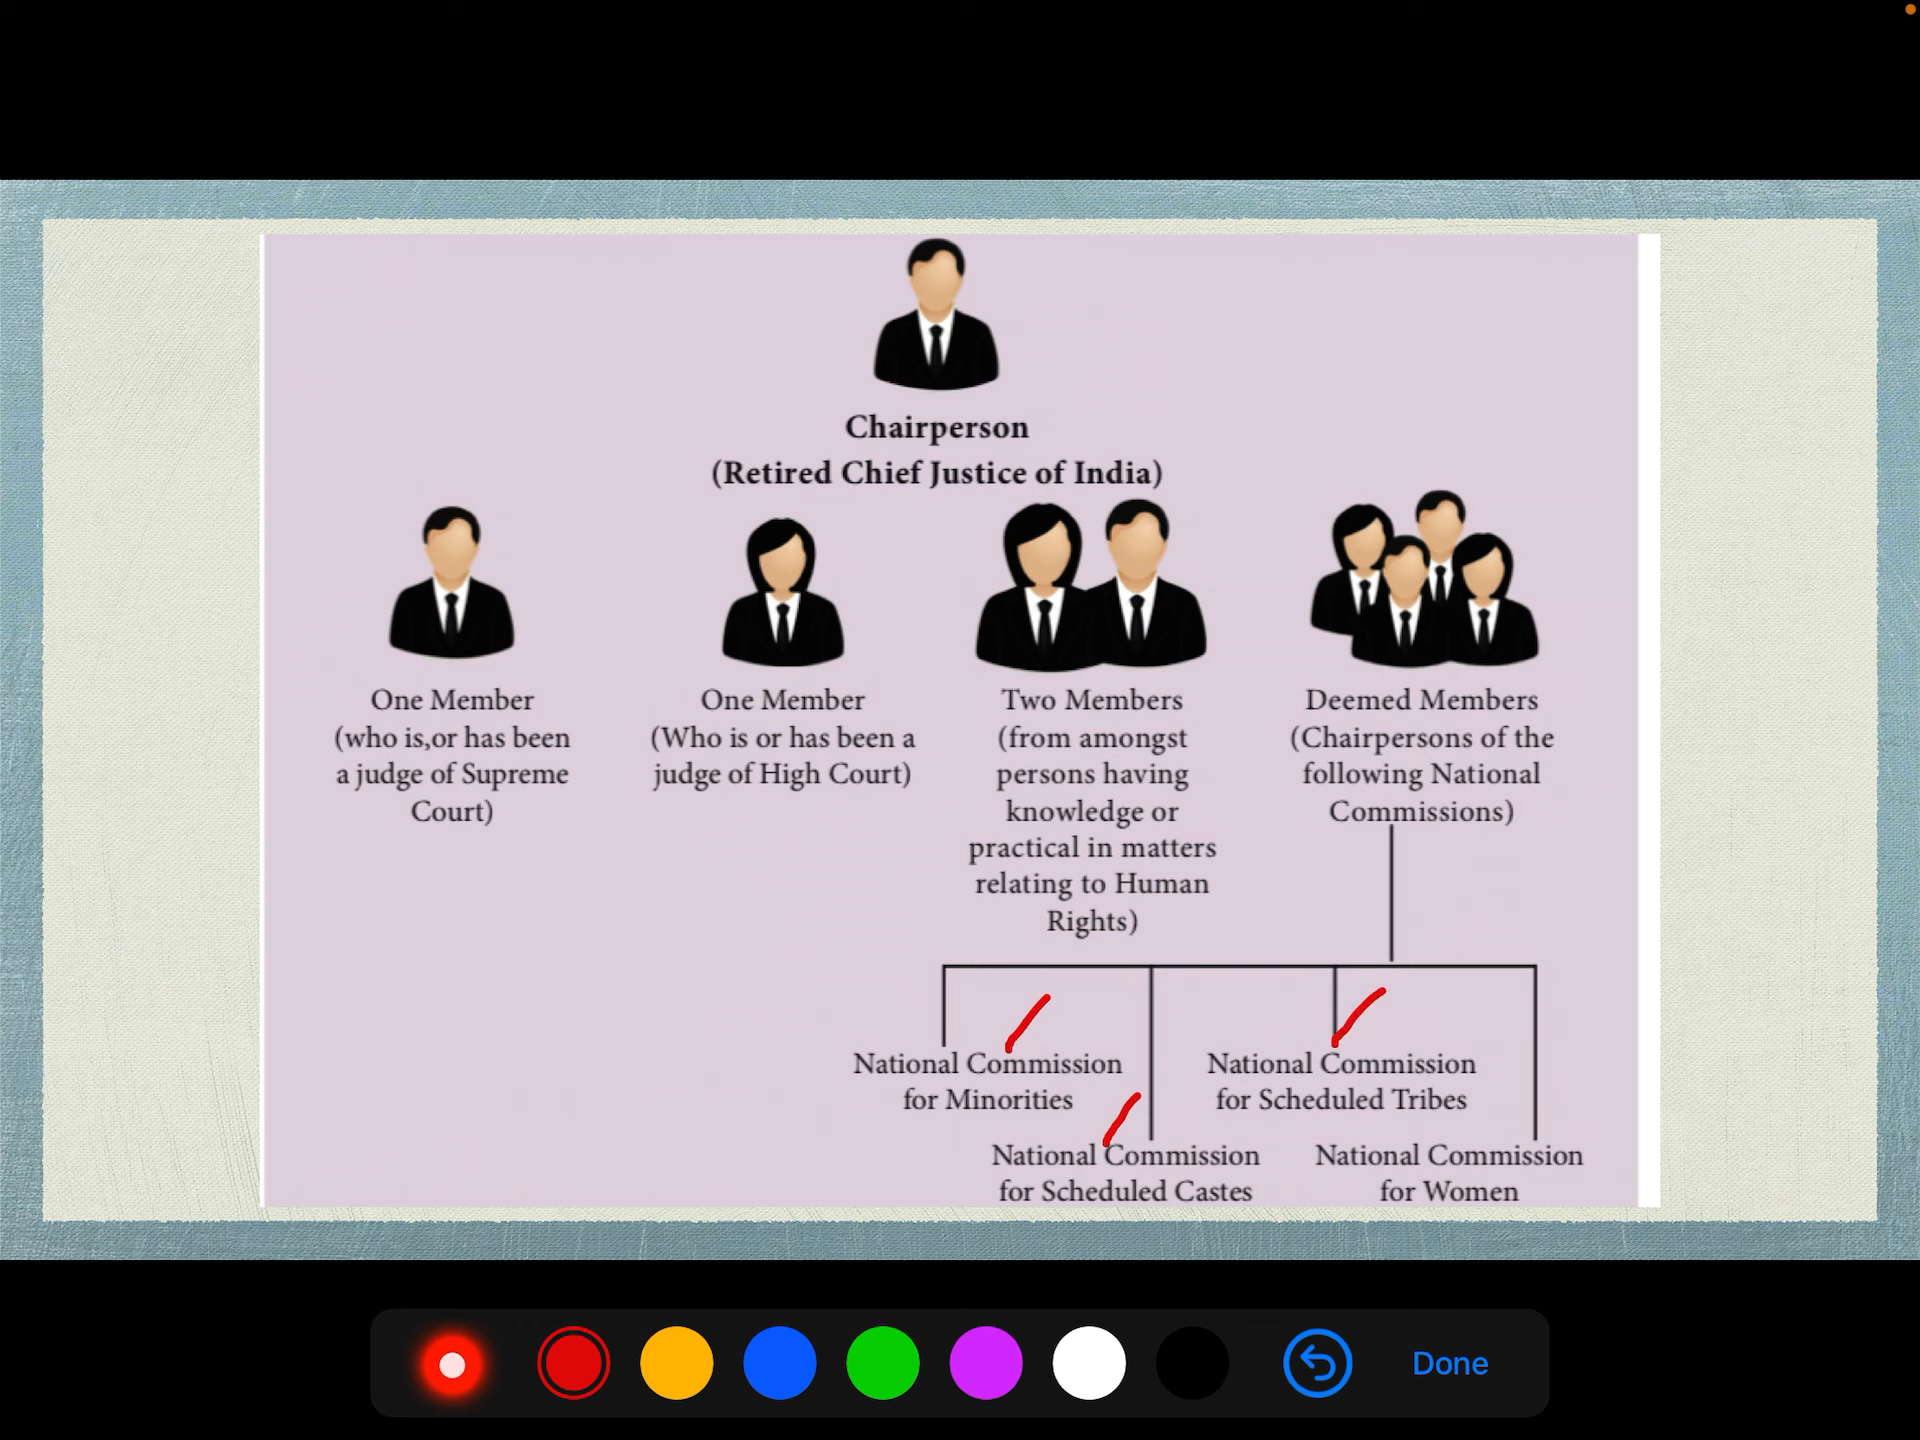 Chairperson
(Retired Chief Justice of India)
One Member
(who is,or has been
a judge of Supreme
Court)
One Member
(Who is or has been a
judge of High Court)
Two Members
(from amongst
persons having
knowledge or
practical in matters
relating to Human
Rights)
Deemed Members
(Chairpersons of the
following National
Commissions)
National Commission
for Minorities
National Commission
for Scheduled Castes
National Commission
for Scheduled Tribes
National Commission
for Women
Done